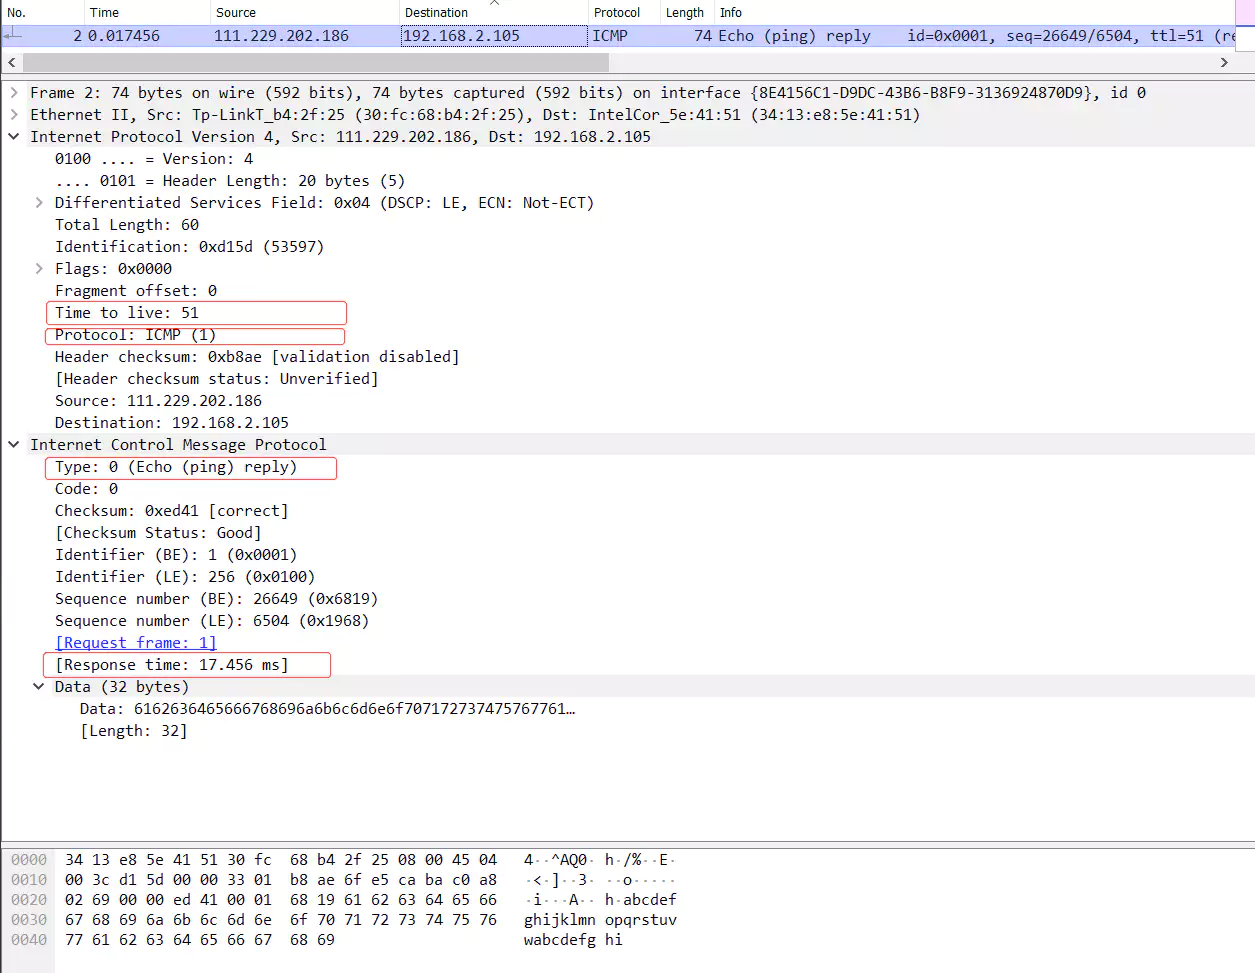 No. Time Source Destination Protocol Length Info
2 0.017456 111.229.202.186 192.168.2.105 ICMP 74 Echo (ping) reply id=0x0001, seq=26649/6504, ttl=51 (re
Frame 2: 74 bytes on wire (592 bits), 74 bytes captured (592 bits) on interface {8E4156C1-D9DC-43B6-B8F9-3136924870D9}, id 0
Ethernet II, Src: Tp-LinkT_b4:2f:25 (30:fc:68:b4:2f:25), Dst: IntelCor_5e:41:51 (34:13:e8:5e:41:51)
Internet Protocol Version 4, Src: 111.229.202.186, Dst: 192.168.2.105
0100 .... = Version: 4
.... 0101 = Header Length: 20 bytes (5)
Differentiated Services Field: 0x04 (DSCP: LE, ECN: Not-ECT)
Total Length: 60
Identification: 0xd15d (53597)
Flags: 0x0000
Fragment offset: 0
Time to live: 51
Protocol: ICMP (1)
Header checksum: 0xb8ae [validation disabled]
[Header checksum status: Unverified]
Source: 111.229.202.186
Destination: 192.168.2.105
Internet Control Message Protocol
Type: 0 (Echo (ping) reply)
Code: 0
Checksum: 0xed41 [correct]
[Checksum Status: Good]
Identifier (BE): 1 (0x0001)
Identifier (LE): 256 (0x0100)
Sequence number (BE): 26649 (0x6819)
Sequence number (LE): 6504 (0x1968)
[Request frame: 1]
[Response time: 17.456 ms]
Data (32 bytes)
Data: 6162636465666768696a6b6c6d6e6f707172737475767761…
[Length: 32]
0000 34 13 e8 5e 41 51 30 fc 68 b4 2f 25 08 00 45 04 4··^AQ0· h·/%··E·
0010 00 3c d1 5d 00 00 33 01 b8 ae 6f e5 ca ba c0 a8 ·<·]··3· ··o·····
0020 02 69 00 00 ed 41 00 01 68 19 61 62 63 64 65 66 ·i···A·· h·abcdef
0030 67 68 69 6a 6b 6c 6d 6e 6f 70 71 72 73 74 75 76 ghijklmn opqrstuv
0040 77 61 62 63 64 65 66 67 68 69 wabcdefg hi